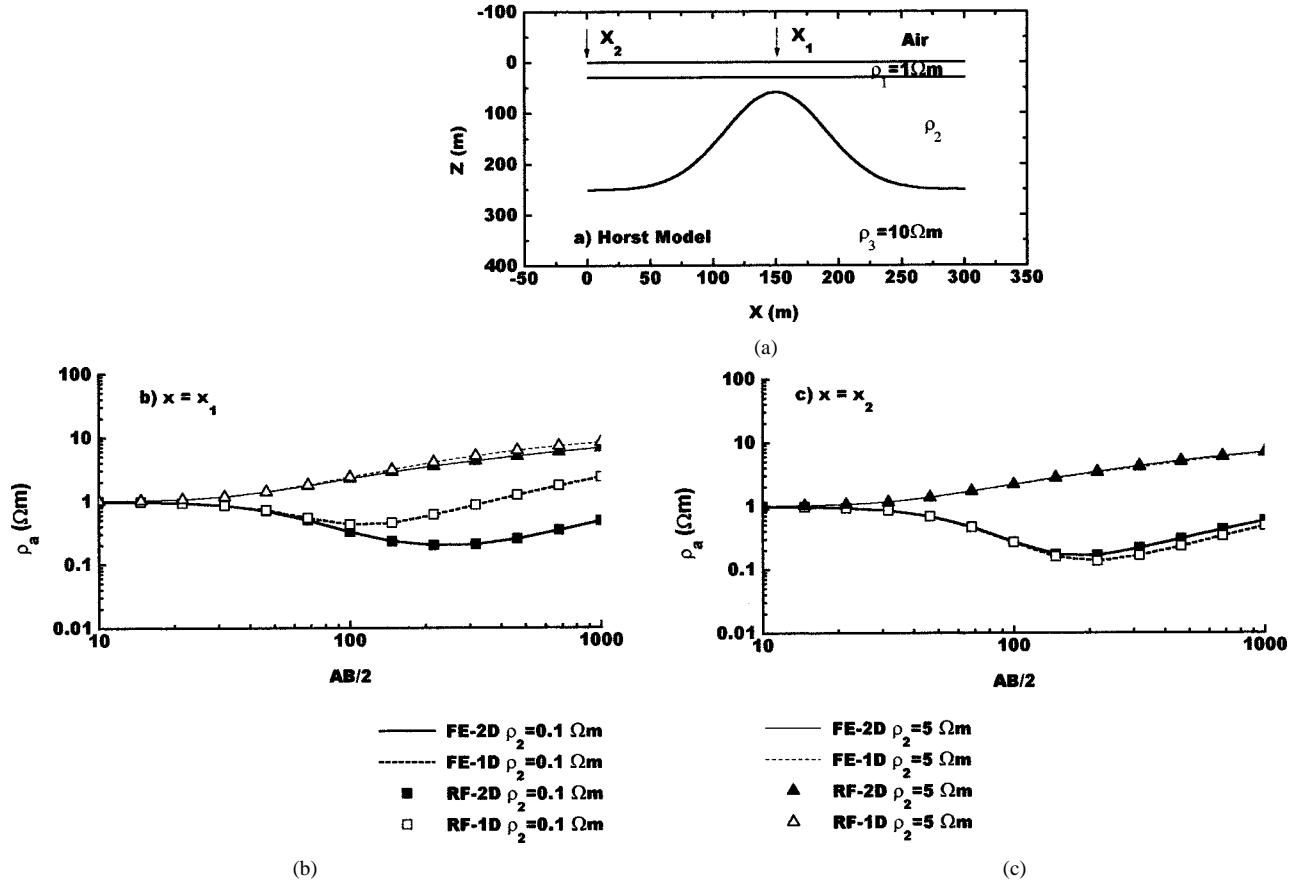 -100
0
100
200
300
400
Z (m)
X₂
X₁
Air
ρ₁=1Ωm
ρ₂
a) Horst Model
ρ₃=10Ωm
-50 0 50 100 150 200 250 300 350
X (m)
(a)
100
10
1
0.1
0.01
ρₐ (Ωm)
b) x = x₁
10 100 1000
AB/2
100
10
1
0.1
0.01
ρₐ (Ωm)
c) x = x₂
10 100 1000
AB/2
FE-2D ρ₂=0.1 Ωm
FE-1D ρ₂=0.1 Ωm
RF-2D ρ₂=0.1 Ωm
RF-1D ρ₂=0.1 Ωm
FE-2D ρ₂=5 Ωm
FE-1D ρ₂=5 Ωm
RF-2D ρ₂=5 Ωm
RF-1D ρ₂=5 Ωm
(b)
(c)